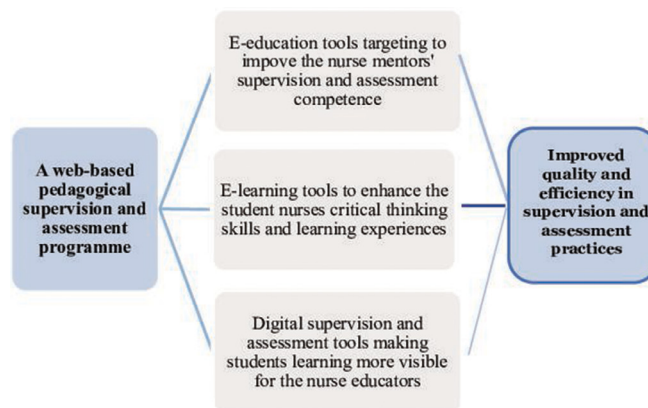 E-education tools targeting to
impove the nurse mentors'
supervision and assessment
competence
A web-based
pedagogical
supervision and
assessment
programme
E-learning tools to enhance the
student nurses critical thinking
skills and learning experiences
Improved
quality and
efficiency in
supervision and
assessment
practices
Digital supervision and
assessment tools making
students learning more visible
for the nurse educators